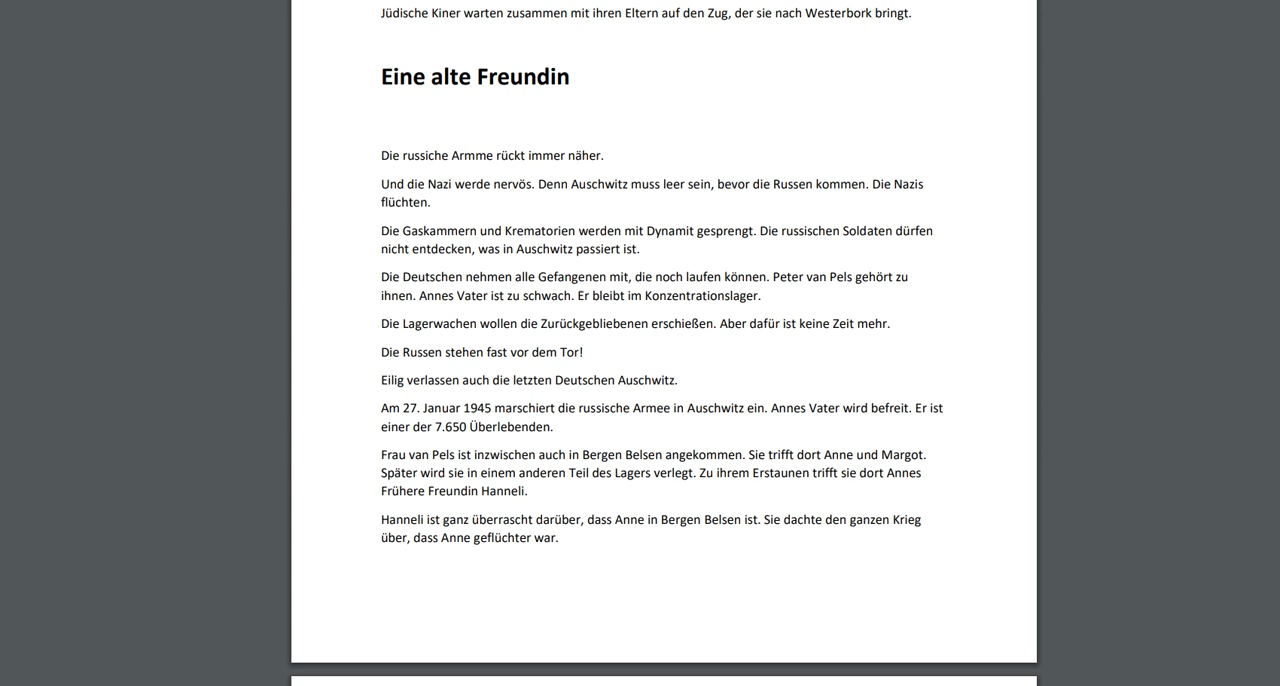 Jüdische Kiner warten zusammen mit ihren Eltern auf den Zug, der sie nach Westerbork bringt.
Eine alte Freundin
Die russiche Armme rückt immer näher.
Und die Nazi werde nervös. Denn Auschwitz muss leer sein, bevor die Russen kommen. Die Nazis
flüchten.
Die Gaskammern und Krematorien werden mit Dynamit gesprengt. Die russischen Soldaten dürfen
nicht entdecken, was in Auschwitz passiert ist.
Die Deutschen nehmen alle Gefangenen mit, die noch laufen können. Peter van Pels gehört zu
ihnen. Annes Vater ist zu schwach. Er bleibt im Konzentrationslager.
Die Lagerwachen wollen die Zurückgebliebenen erschießen. Aber dafür ist keine Zeit mehr.
Die Russen stehen fast vor dem Tor!
Eilig verlassen auch die letzten Deutschen Auschwitz.
Am 27. Januar 1945 marschiert die russische Armee in Auschwitz ein. Annes Vater wird befreit. Er ist
einer der 7.650 Überlebenden.
Frau van Pels ist inzwischen auch in Bergen Belsen angekommen. Sie trifft dort Anne und Margot.
Später wird sie in einem anderen Teil des Lagers verlegt. Zu ihrem Erstaunen trifft sie dort Annes
Frühere Freundin Hanneli.
Hanneli ist ganz überrascht darüber, dass Anne in Bergen Belsen ist. Sie dachte den ganzen Krieg
über, dass Anne geflüchter war.